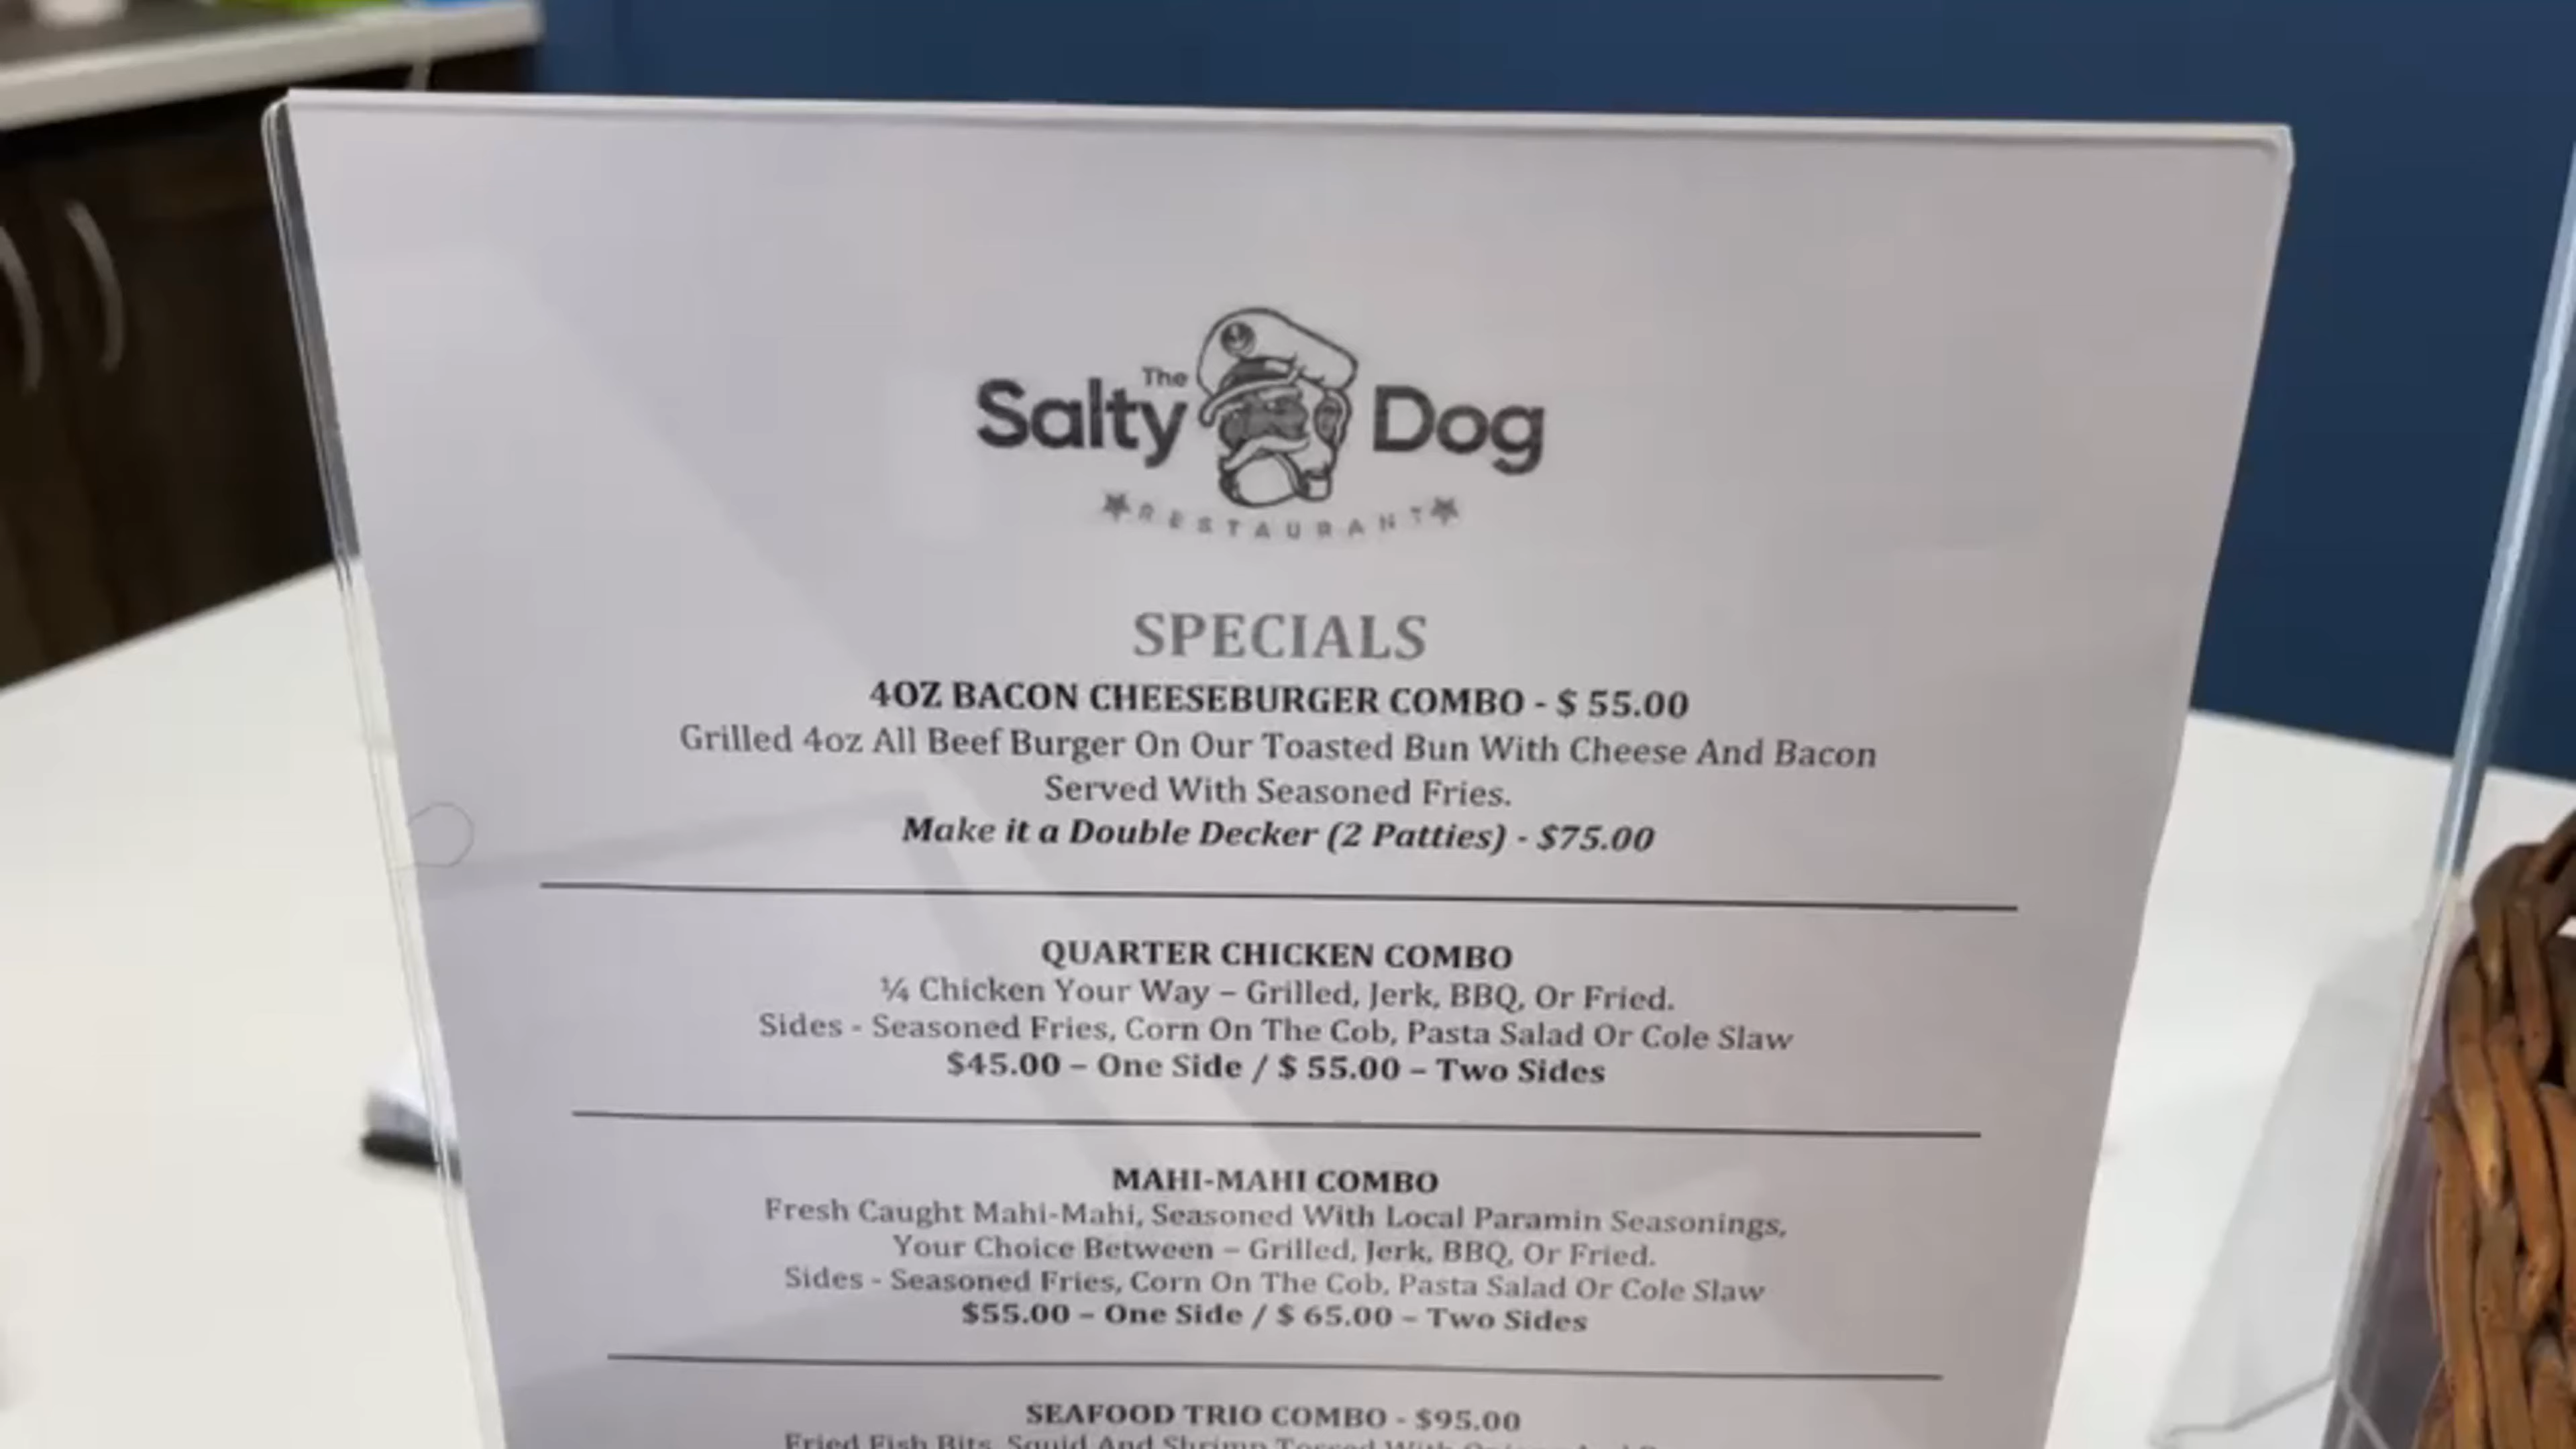 The
Salty Dog
RESTAURANT
SPECIALS
4OZ BACON CHEESEBURGER COMBO - $ 55.00
Grilled 4oz All Beef Burger On Our Toasted Bun With Cheese And Bacon
Served With Seasoned Fries.
Make it a Double Decker (2 Patties) - $75.00
QUARTER CHICKEN COMBO
¼ Chicken Your Way – Grilled, Jerk, BBQ, Or Fried.
Sides - Seasoned Fries, Corn On The Cob, Pasta Salad Or Cole Slaw
$45.00 – One Side / $ 55.00 – Two Sides
MAHI-MAHI COMBO
Fresh Caught Mahi-Mahi, Seasoned With Local Paramin Seasonings,
Your Choice Between – Grilled, Jerk, BBQ, Or Fried.
Sides - Seasoned Fries, Corn On The Cob, Pasta Salad Or Cole Slaw
$55.00 – One Side / $ 65.00 – Two Sides
SEAFOOD TRIO COMBO - $95.00
Fried Fish Bits, Squid And Shrimp Tossed With